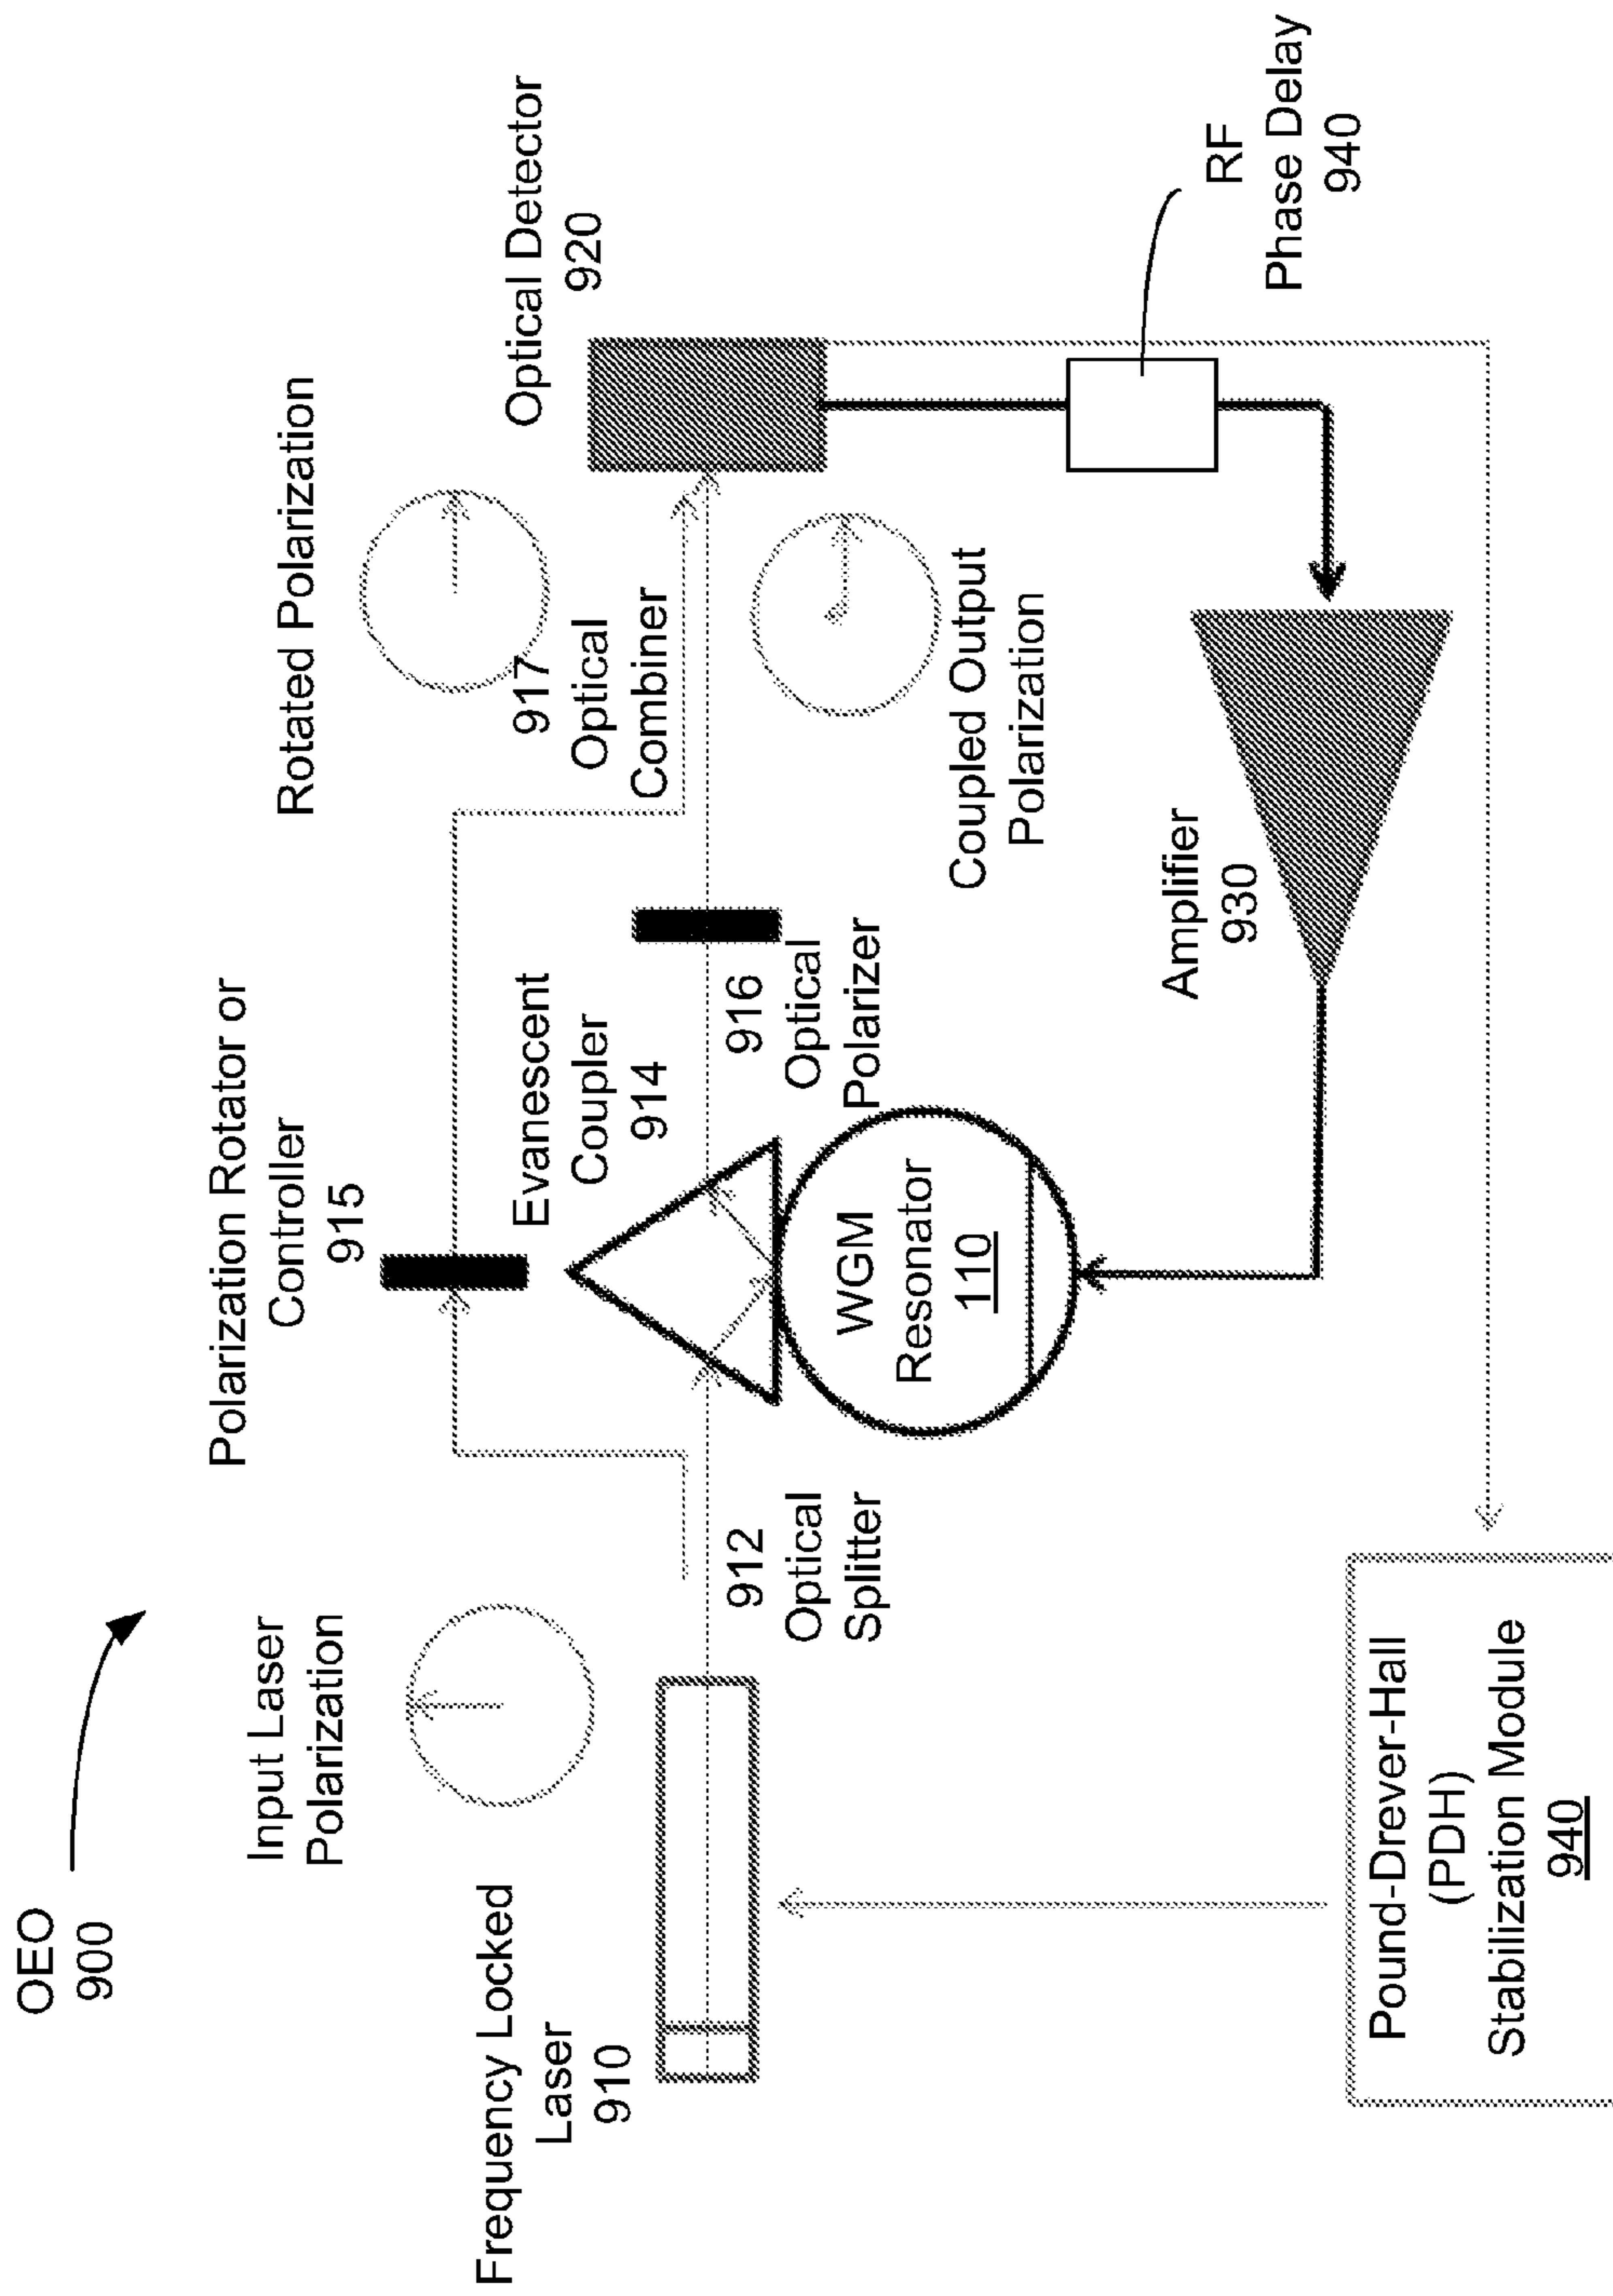 OEO
900
Input Laser
Polarization
Polarization Rotator or
Controller
915
Rotated Polarization
Frequency Locked
Laser
910
Evanescent
Coupler
914
917
Optical
Combiner
Optical Detector
920
912
Optical
Splitter
916
Optical
Polarizer
WGM
Resonator
110
Coupled Output
Polarization
Amplifier
930
RF
Phase Delay
940
Pound-Drever-Hall
(PDH)
Stabilization Module
940